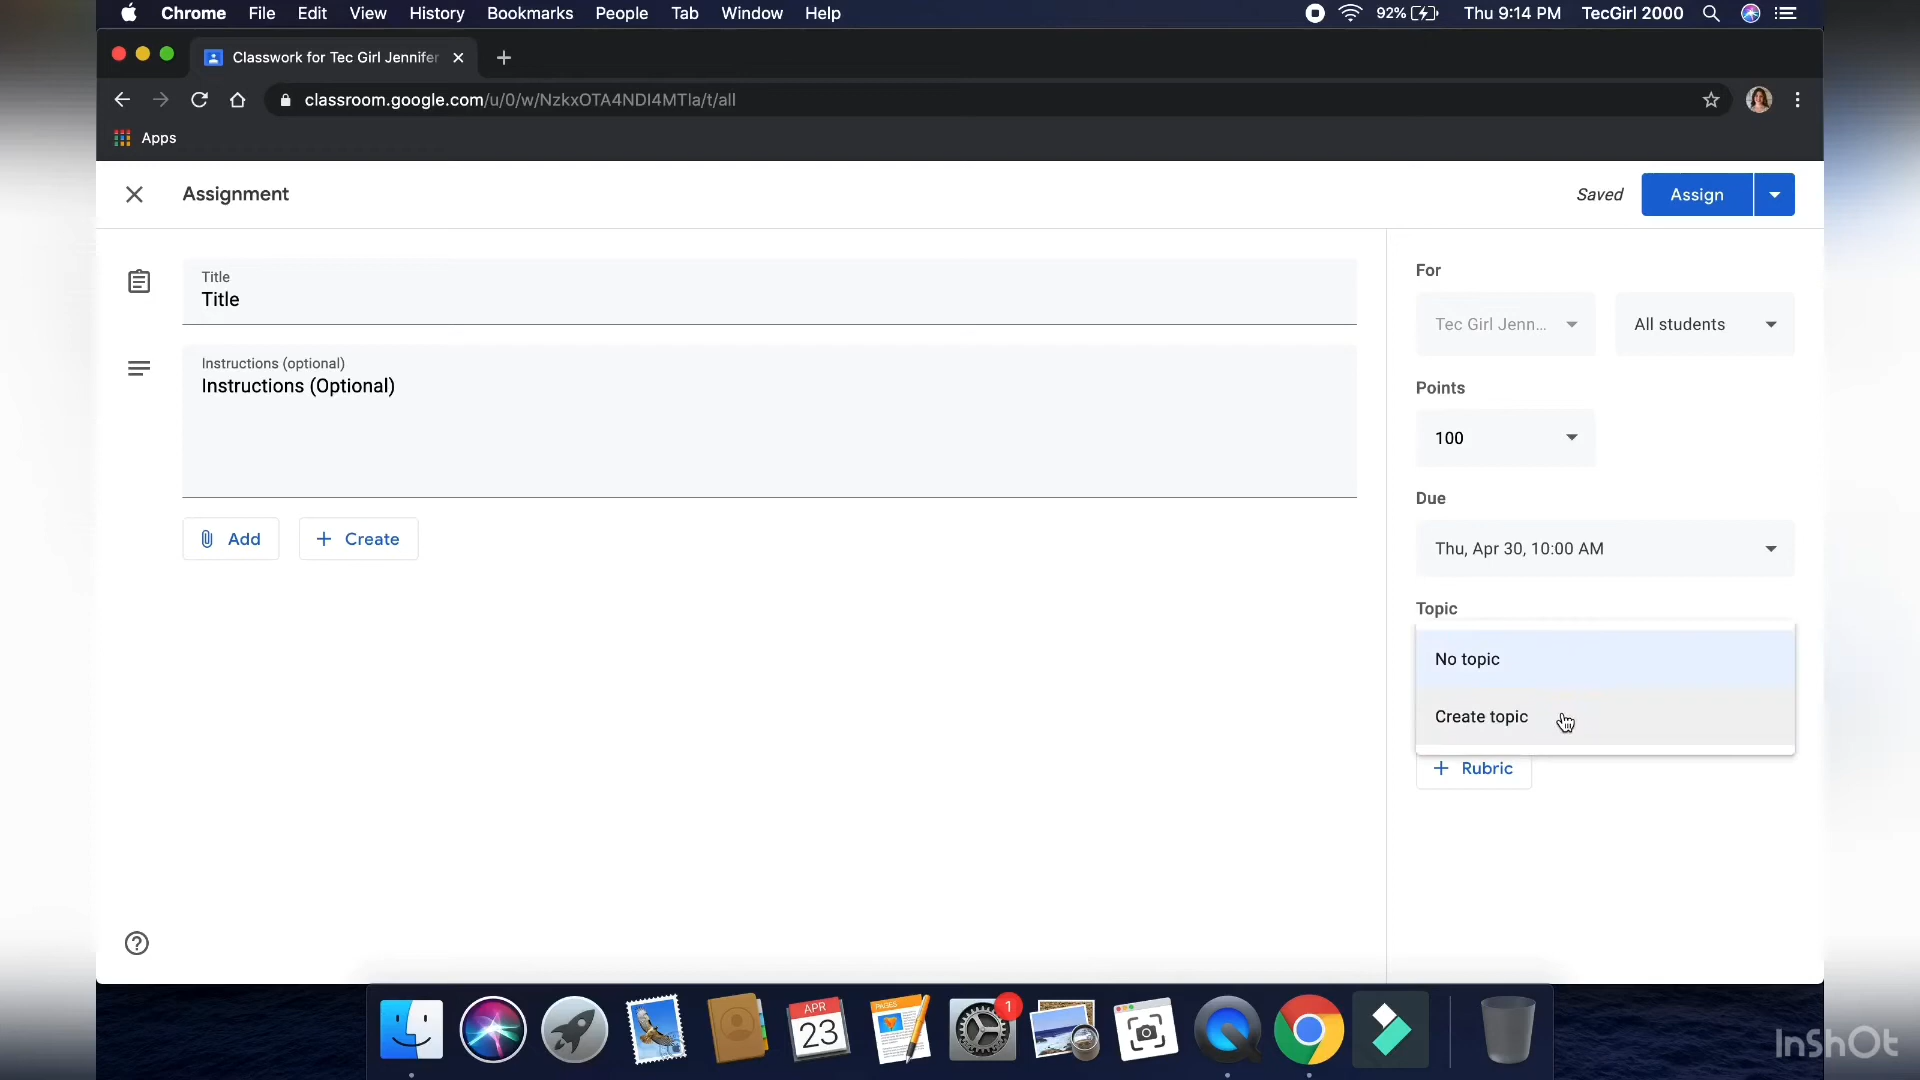 Chrome File Edit View History Bookmarks People Tab Window Help 92% Thu 9:14 PM TecGirl 2000
Classwork for Tec Girl Jennifer
classroom.google.com/u/0/w/NzkxOTA4NDI4MTla/t/all
Apps
Assignment Saved Assign
Title
Title
Instructions (optional)
Instructions (Optional)
Add Create
For
Tec Girl Jenn... All students
Points
100
Due
Thu, Apr 30, 10:00 AM
Topic
No topic
Create topic
Rubric
APR
23
PAGES
1
InShOt